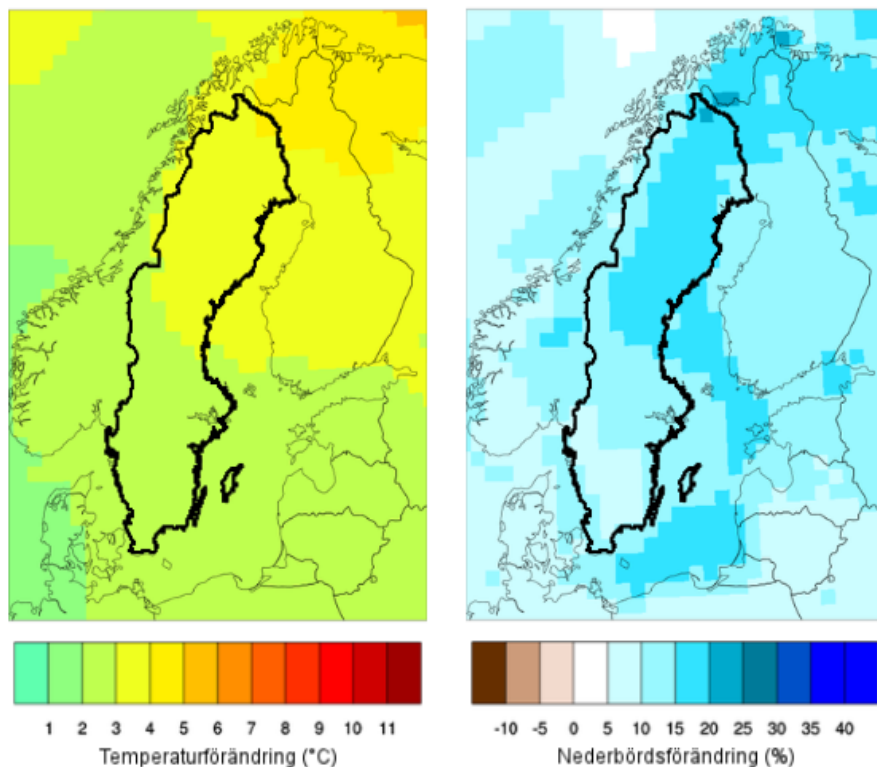 1 2 3 4 5 6 7 8 9 10 11
Temperaturförändring (°C)
-10 -5 0 5 10 15 20 25 30 35 40
Nederbördsförändring (%)